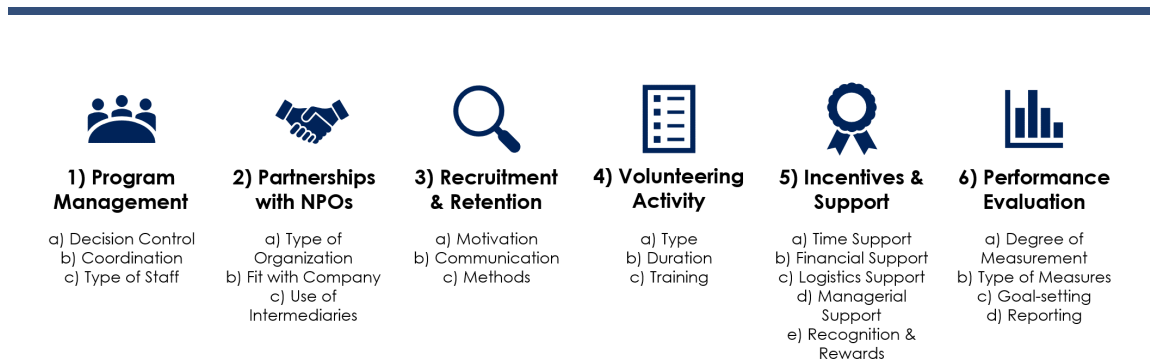 1) Program
Management
a) Decision Control
b) Coordination
c) Type of Staff
2) Partnerships
with NPOs
a) Type of
Organization
b) Fit with Company
c) Use of
Intermediaries
3) Recruitment
& Retention
a) Motivation
b) Communication
c) Methods
4) Volunteering
Activity
a) Type
b) Duration
c) Training
5) Incentives &
Support
a) Time Support
b) Financial Support
c) Logistics Support
d) Managerial
Support
e) Recognition &
Rewards
6) Performance
Evaluation
a) Degree of
Measurement
b) Type of Measures
c) Goal-setting
d) Reporting